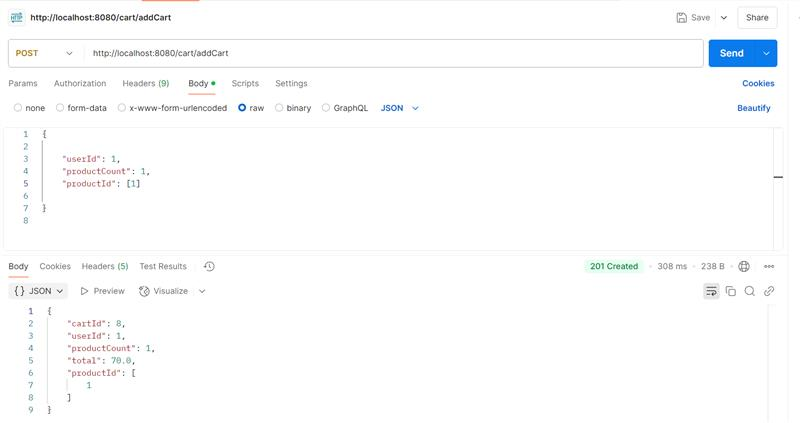 HTTP http://localhost:8080/cart/addCart Save Share
POST http://localhost:8080/cart/addCart Send
Params Authorization Headers (9) Body Scripts Settings Cookies
none form-data x-www-form-urlencoded raw binary GraphQL JSON Beautify
1 {
2
3 "userId": 1,
4 "productCount": 1,
5 "productId": [1]
6
7 }
8
Body Cookies Headers (5) Test Results 201 Created 308 ms 238 B
{} JSON Preview Visualize
1 {
2 "cartId": 8,
3 "userId": 1,
4 "productCount": 1,
5 "total": 70.0,
6 "productId": [
7 1
8 ]
9 }